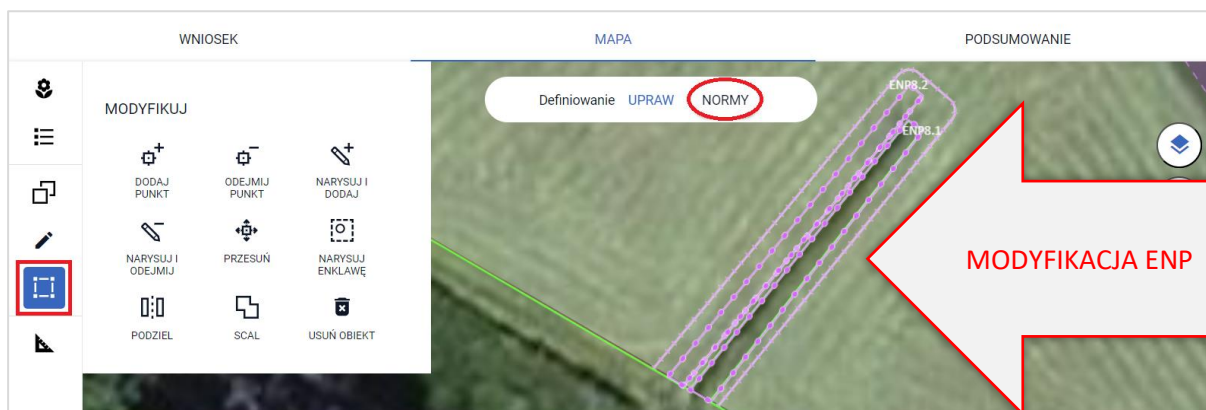 WNIOSEK
MAPA
PODSUMOWANIE
MODYFIKUJ
DODAJ
PUNKT
ODEJMIJ
PUNKT
NARYSUJ I
DODAJ
NARYSUJ I
ODEJMIJ
PRZESUŃ
NARYSUJ
ENKLAWĘ
PODZIEL
SCAL
USUŃ OBIEKT
Definiowanie UPRAW NORMY
ENP8.2
ENP8.1
MODYFIKACJA ENP